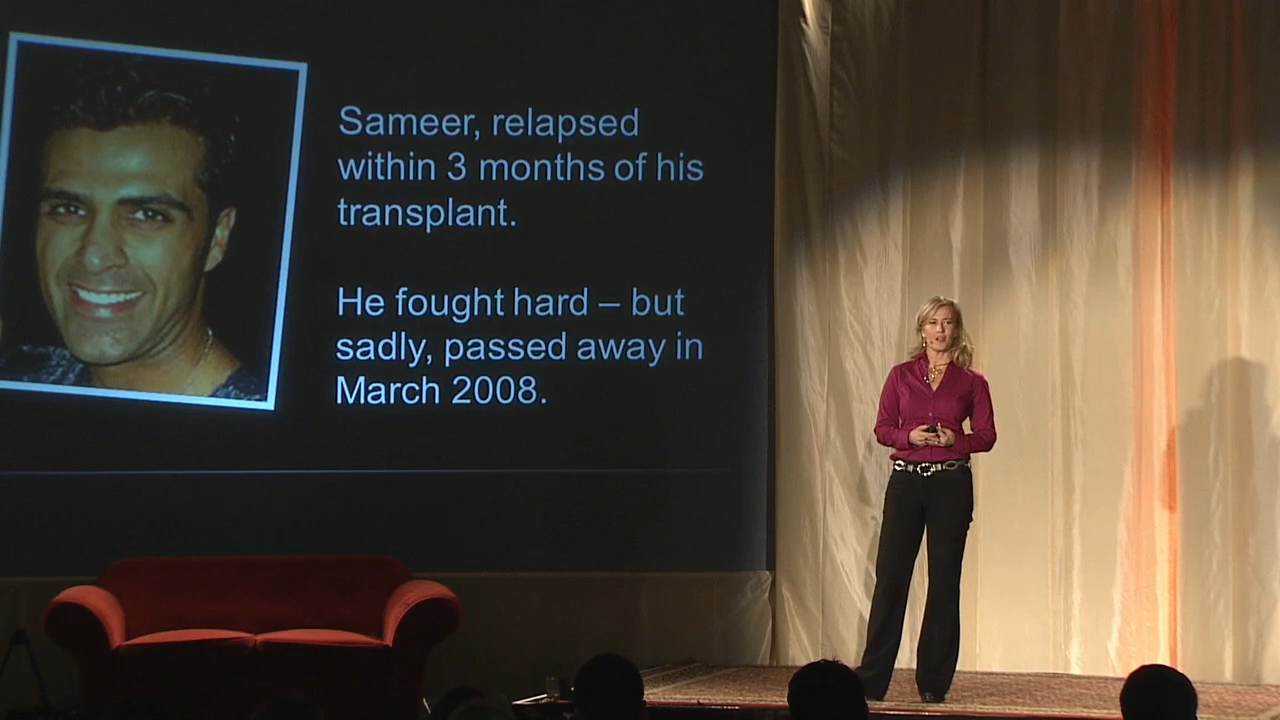 Sameer, relapsed
within 3 months of his
transplant.
He fought hard – but
sadly, passed away in
March 2008.